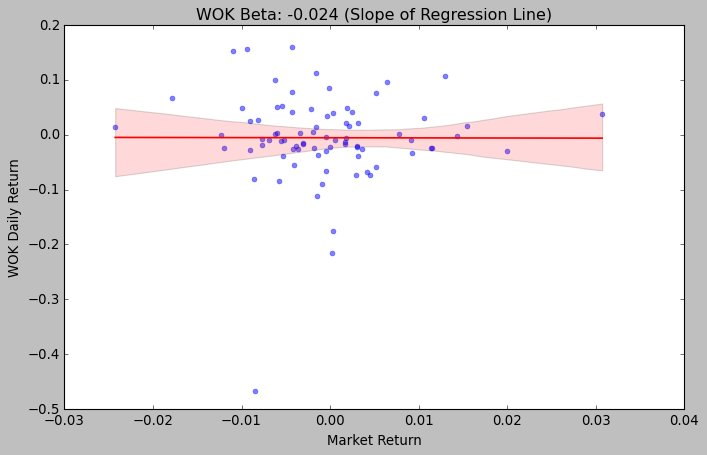 WOK Beta: -0.024 (Slope of Regression Line)
0.2
0.1
0.0
−0.1
−0.2
−0.3
−0.4
−0.5
WOK Daily Return
−0.03 −0.02 −0.01 0.00 0.01 0.02 0.03 0.04
Market Return